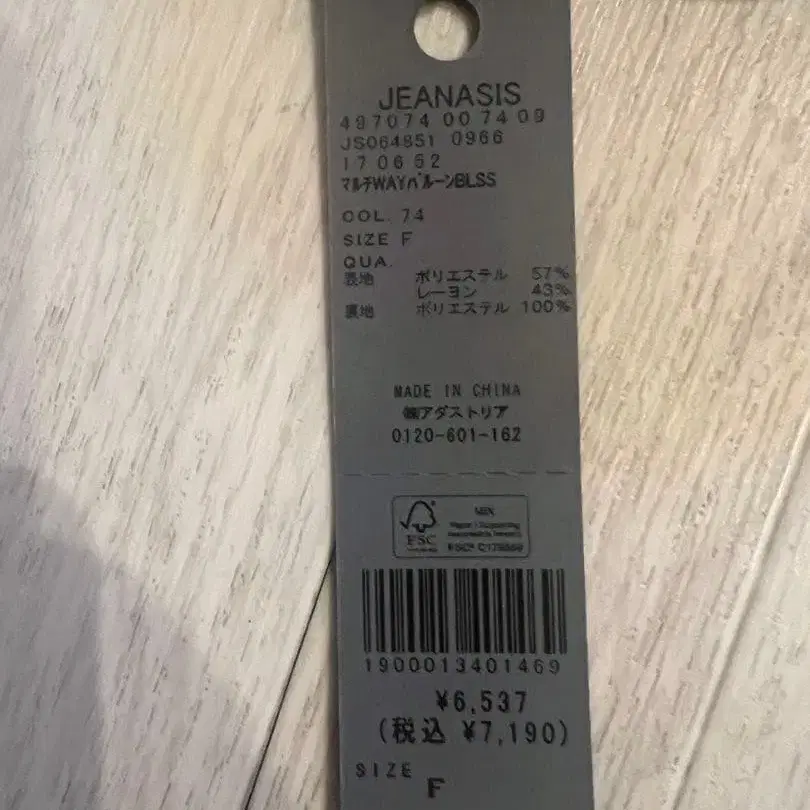 JEANASIS
497074 00 74 09
JS064851 0966
17 06 52
マルチWAYバルーンBLSS
COL. 74
SIZE F
QUA.
表地 ポリエステル 57%
レーヨン 43%
裏地 ポリエステル 100%
MADE IN CHINA
㈱アダストリア
0120-601-162
MIX
FSC
1900013401469
¥6,537
(税込 ¥7,190)
SIZE
F